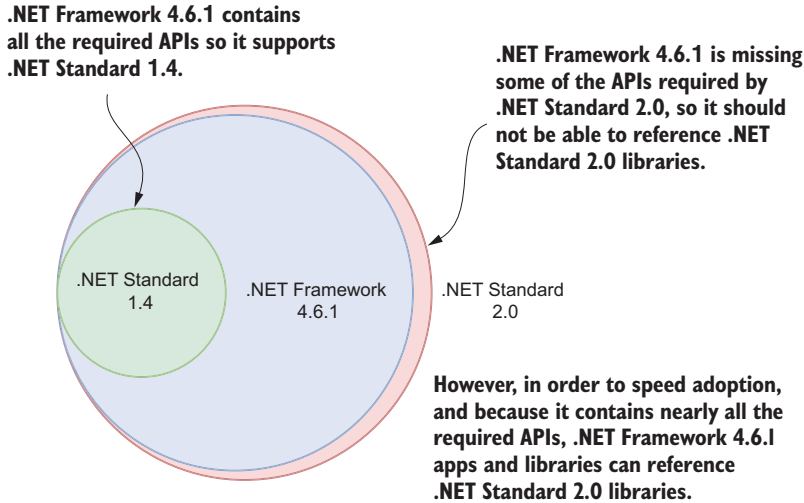 .NET Framework 4.6.1 contains
all the required APIs so it supports
.NET Standard 1.4.
.NET Framework 4.6.1 is missing
some of the APIs required by
.NET Standard 2.0, so it should
not be able to reference .NET
Standard 2.0 libraries.
.NET Standard
1.4
.NET Framework
4.6.1
.NET Standard
2.0
However, in order to speed adoption,
and because it contains nearly all the
required APIs, .NET Framework 4.6.1
apps and libraries can reference
.NET Standard 2.0 libraries.